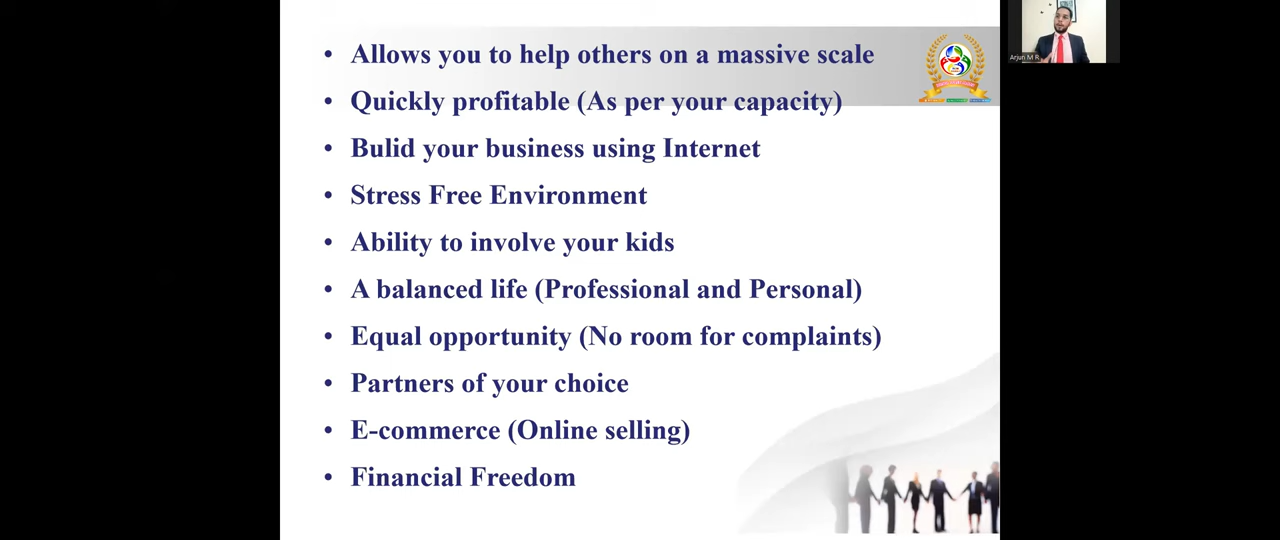 • Allows you to help others on a massive scale
• Quickly profitable (As per your capacity)
• Bulid your business using Internet
• Stress Free Environment
• Ability to involve your kids
• A balanced life (Professional and Personal)
• Equal opportunity (No room for complaints)
• Partners of your choice
• E-commerce (Online selling)
• Financial Freedom
Arjun M R